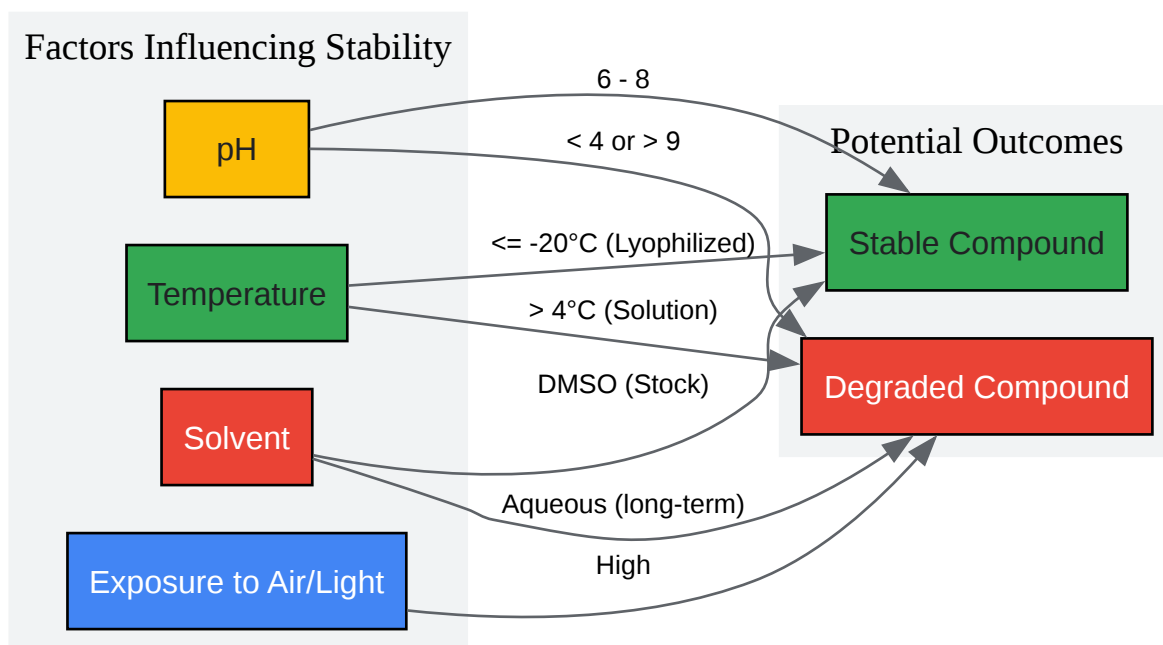 Factors Influencing Stability
pH
Temperature
Solvent
Exposure to Air/Light
6 - 8
< 4 or > 9
<= -20°C (Lyophilized)
> 4°C (Solution)
DMSO (Stock)
Aqueous (long-term)
High
Potential Outcomes
Stable Compound
Degraded Compound